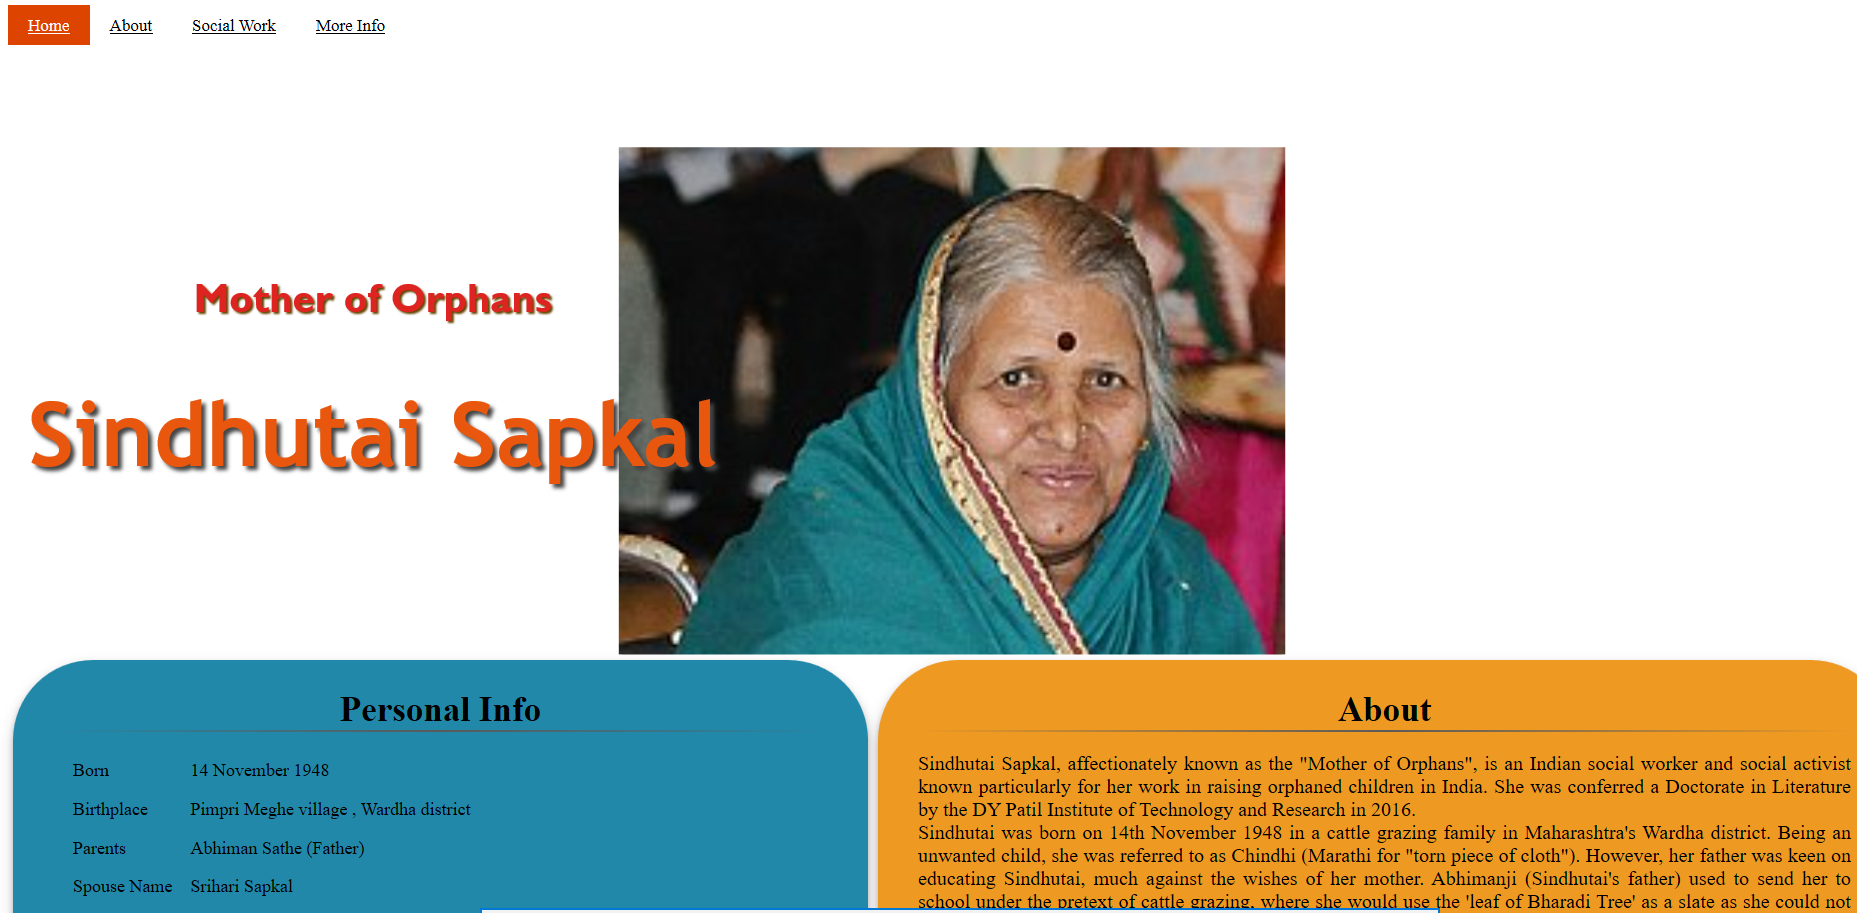 Home About Social Work More Info
Mother of Orphans
Sindhutai Sapkal
Personal Info
Born 14 November 1948
Birthplace Pimpri Meghe village , Wardha district
Parents Abhiman Sathe (Father)
Spouse Name Srihari Sapkal
About
Sindhutai Sapkal, affectionately known as the "Mother of Orphans", is an Indian social worker and social activist
known particularly for her work in raising orphaned children in India. She was conferred a Doctorate in Literature
by the DY Patil Institute of Technology and Research in 2016.
Sindhutai was born on 14th November 1948 in a cattle grazing family in Maharashtra's Wardha district. Being an
unwanted child, she was referred to as Chindhi (Marathi for "torn piece of cloth"). However, her father was keen on
educating Sindhutai, much against the wishes of her mother. Abhimanji (Sindhutai's father) used to send her to
school under the pretext of cattle grazing, where she would use the 'leaf of Bharadi Tree' as a slate as she could not